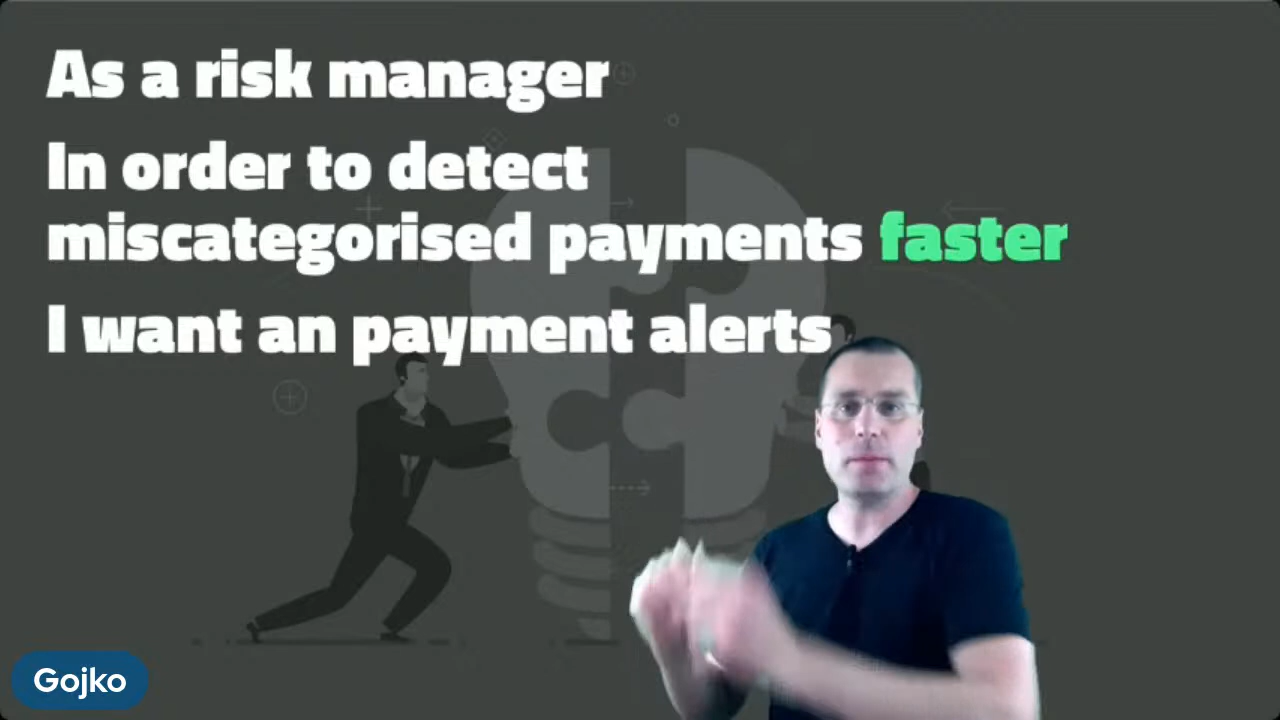 As a risk manager
In order to detect
miscategorised payments faster
I want an payment alerts
Gojko